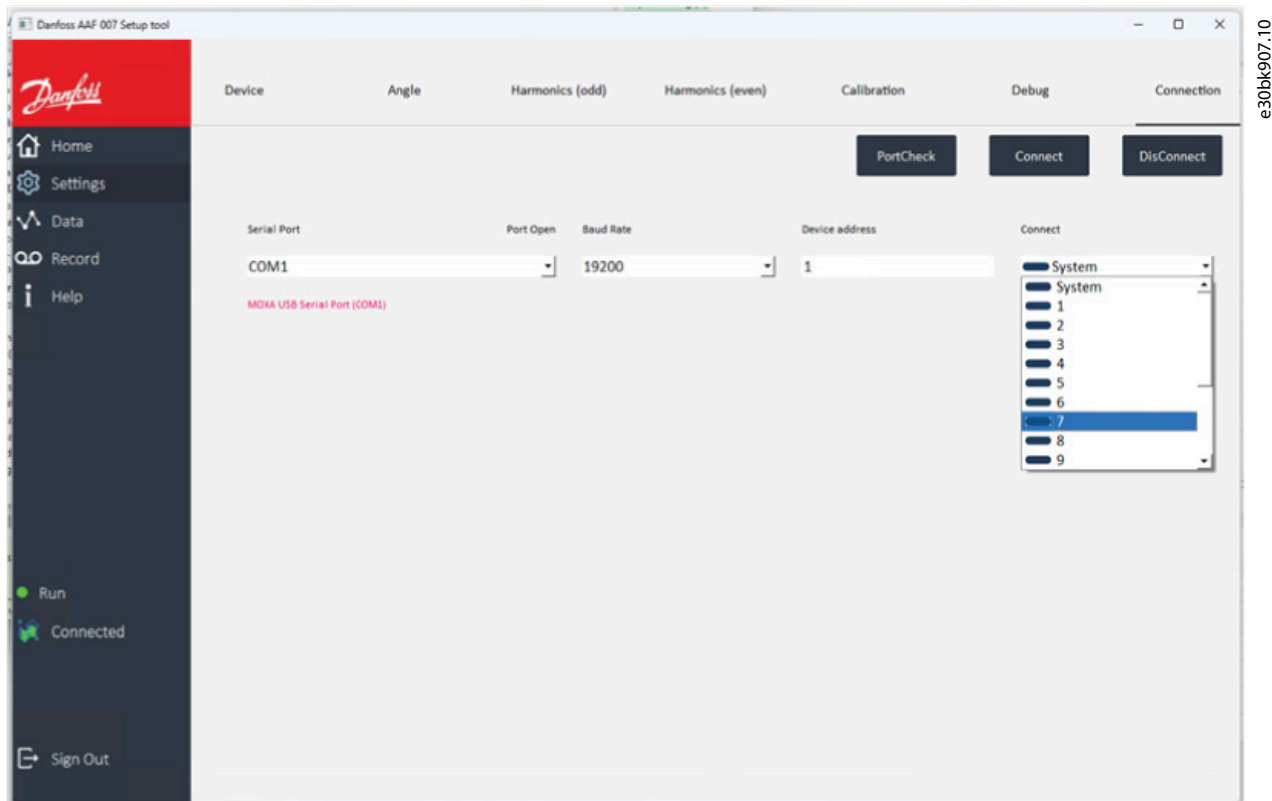 Danfoss AAF 007 Setup tool
e30bk907.10
Danfoss
Device Angle Harmonics (odd) Harmonics (even) Calibration Debug Connection
Home
Settings
Data
Record
Help
PortCheck Connect DisConnect
Serial Port Port Open Baud Rate Device address Connect
COM1 19200 1 System
MOXA USB Serial Port (COM1)
System
1
2
3
4
5
6
7
8
9
Run
Connected
Sign Out